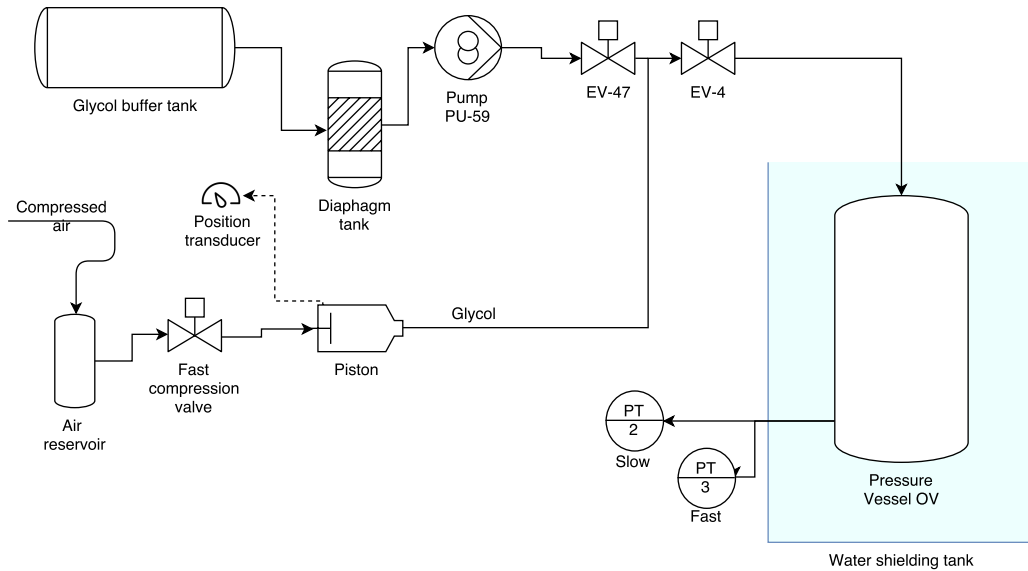 Glycol buffer tank
Pump
PU-59
EV-47
EV-4
Diaphagm
tank
Compressed
air
Position
transducer
Glycol
Fast
compression
valve
Piston
Air
reservoir
PT
2
Slow
PT
3
Fast
Pressure
Vessel OV
Water shielding tank